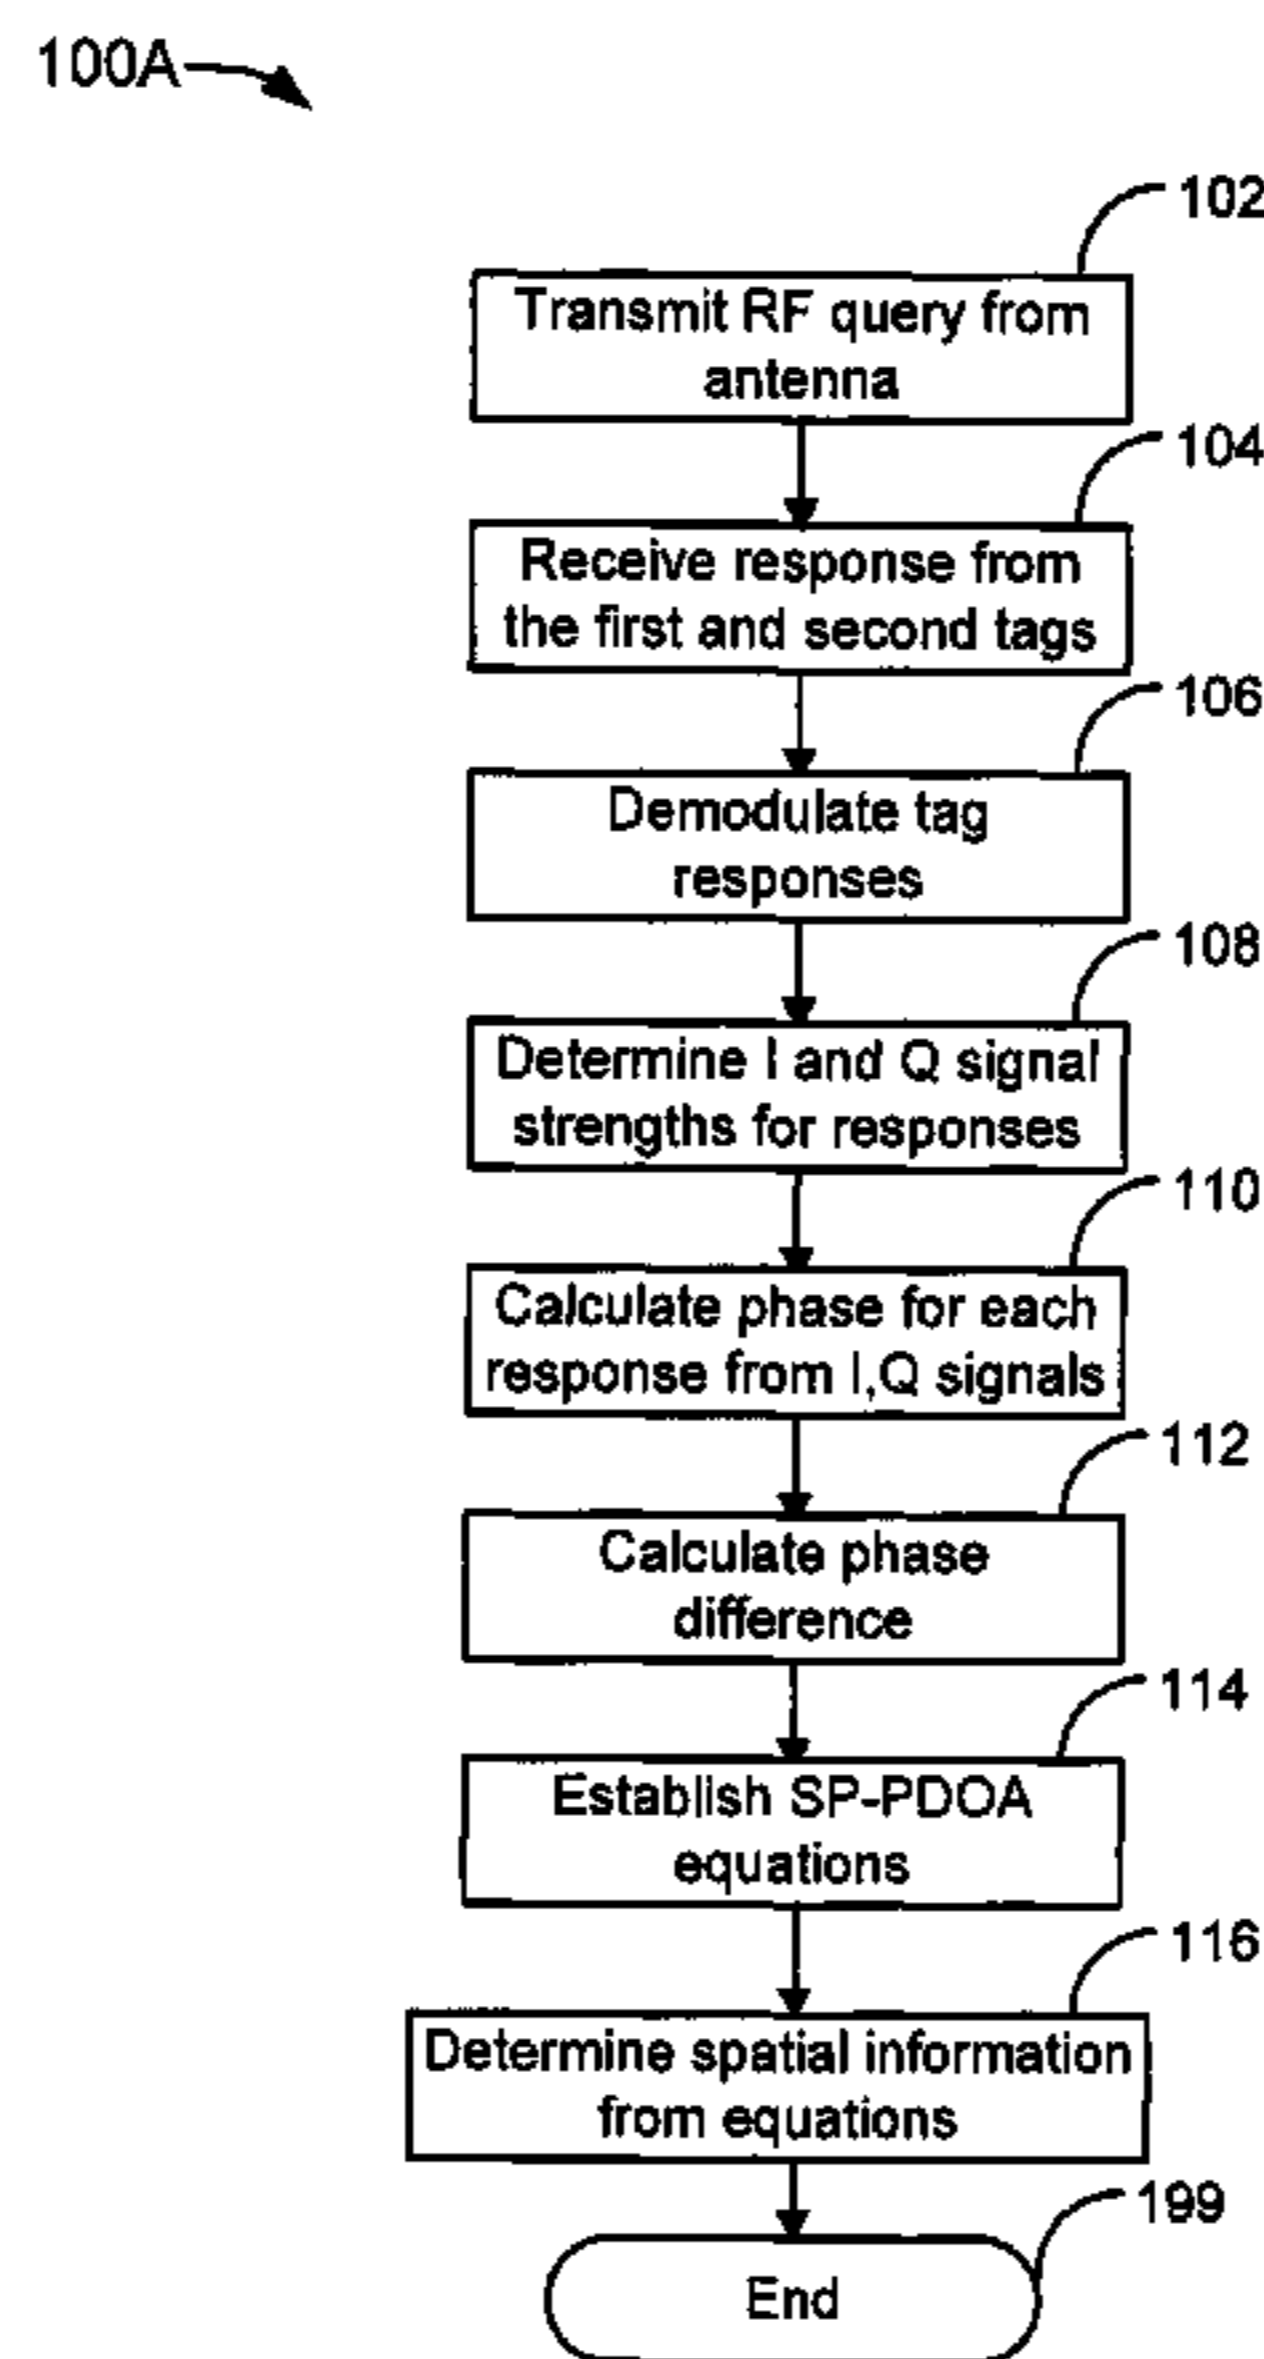 100A
102
Transmit RF query from
antenna
104
Receive response from
the first and second tags
106
Demodulate tag
responses
108
Determine I and Q signal
strengths for responses
110
Calculate phase for each
response from I,Q signals
112
Calculate phase
difference
114
Establish SP-PDOA
equations
116
Determine spatial information
from equations
199
End